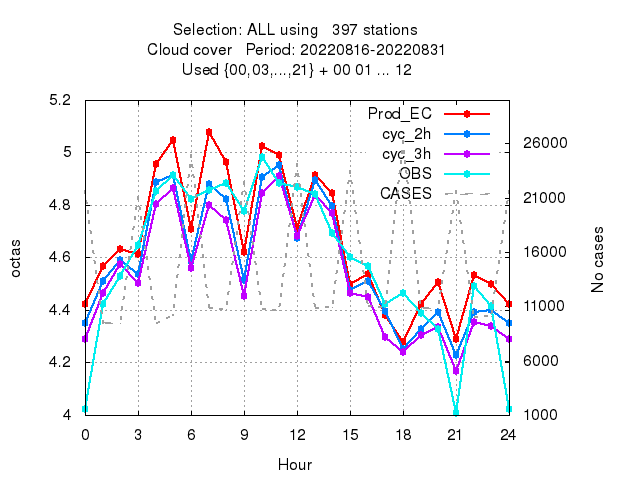 Selection: ALL using 397 stations
Cloud cover Period: 20220816-20220831
Used {00,03,...,21} + 00 01 ... 12
5.2
5
4.8
4.6
4.4
4.2
4
octas
Prod_EC
cyc_2h
cyc_3h
OBS
CASES
26000
21000
16000
11000
6000
1000
No cases
0 3 6 9 12 15 18 21 24
Hour